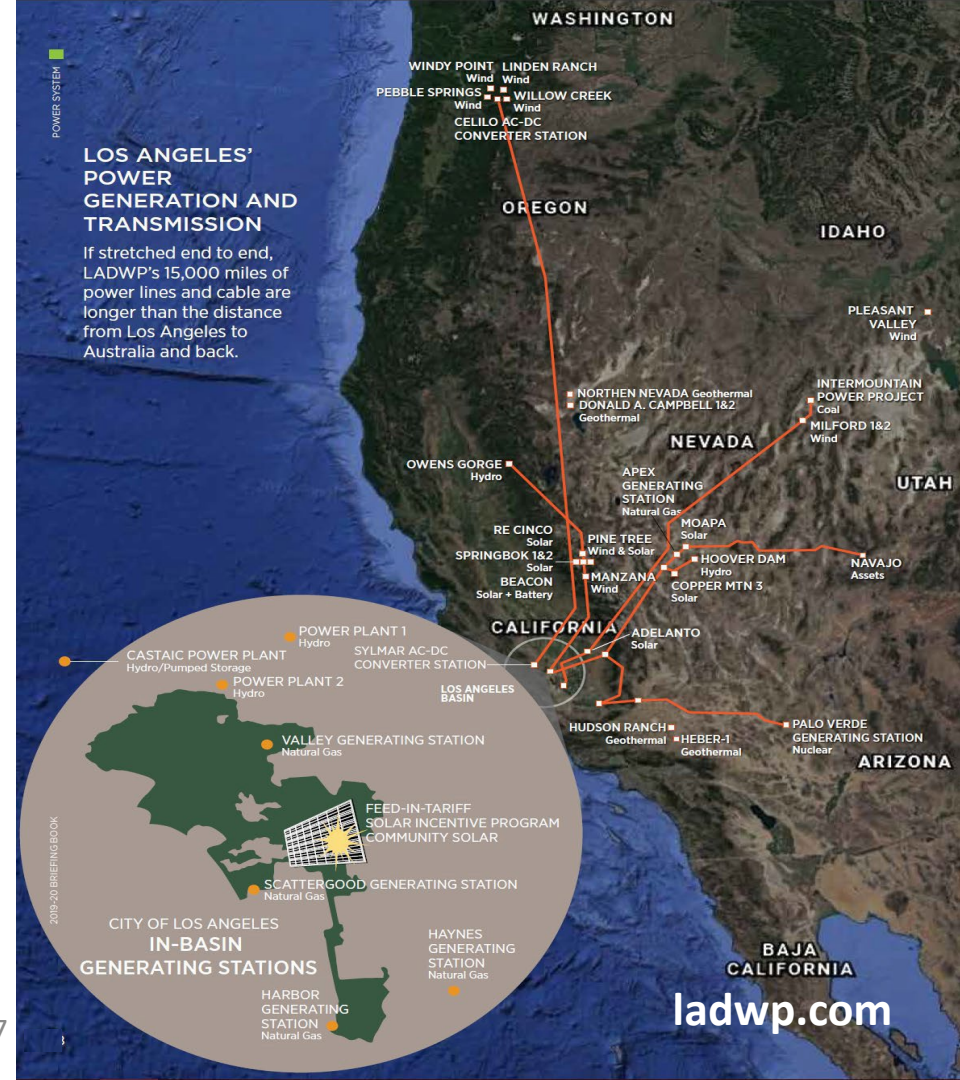 WASHINGTON
POWER SYSTEM
WINDY POINT
Wind
LINDEN RANCH
Wind
PEBBLE SPRINGS
Wind
WILLOW CREEK
Wind
CELILO AC-DC
CONVERTER STATION
LOS ANGELES’
POWER
GENERATION AND
TRANSMISSION
If stretched end to end,
LADWP’s 15,000 miles of
power lines and cable are
longer than the distance
from Los Angeles to
Australia and back.
OREGON
IDAHO
PLEASANT
VALLEY
Wind
INTERMOUNTAIN
POWER PROJECT
Coal
MILFORD 1&2
Wind
NORTHEN NEVADA Geothermal
DONALD A. CAMPBELL 1&2
Geothermal
NEVADA
UTAH
OWENS GORGE
Hydro
APEX
GENERATING
STATION
Natural Gas
MOAPA
Solar
RE CINCO
Solar
SPRINGBOK 1&2
Solar
BEACON
Solar + Battery
PINE TREE
Wind & Solar
MANZANA
Wind
HOOVER DAM
Hydro
COPPER MTN 3
Solar
NAVAJO
Assets
CALIFORNIA
ADELANTO
Solar
SYLMAR AC-DC
CONVERTER STATION
LOS ANGELES
BASIN
HUDSON RANCH
Geothermal
HEBER-1
Geothermal
PALO VERDE
GENERATING STATION
Nuclear
ARIZONA
POWER PLANT 1
Hydro
CASTAIC POWER PLANT
Hydro/Pumped Storage
POWER PLANT 2
Hydro
VALLEY GENERATING STATION
Natural Gas
FEED-IN-TARIFF
SOLAR INCENTIVE PROGRAM
COMMUNITY SOLAR
SCATTERGOOD GENERATING STATION
Natural Gas
2019-20 BRIEFING BOOK
CITY OF LOS ANGELES
IN-BASIN
GENERATING STATIONS
HAYNES
GENERATING
STATION
Natural Gas
HARBOR
GENERATING
STATION
Natural Gas
BAJA
CALIFORNIA
ladwp.com
7